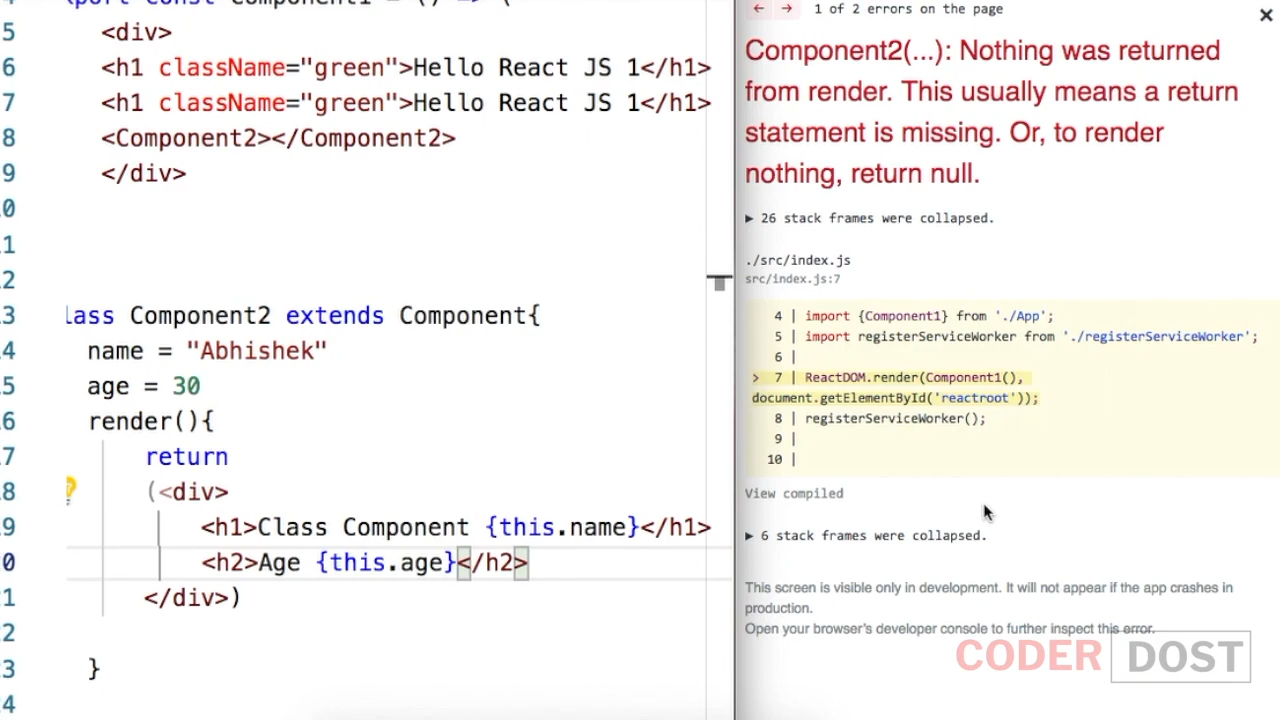 4 port const Component1 = () => (
5 <div>
6 <h1 className="green">Hello React JS 1</h1>
7 <h1 className="green">Hello React JS 1</h1>
8 <Component2></Component2>
9 </div>
0
1
2
3 lass Component2 extends Component{
4 name = "Abhishek"
5 age = 30
6 render(){
7 return
8 (<div>
9 <h1>Class Component {this.name}</h1>
0 <h2>Age {this.age}</h2>
1 </div>)
2
3 }
4
← → 1 of 2 errors on the page ×
Component2(...): Nothing was returned
from render. This usually means a return
statement is missing. Or, to render
nothing, return null.
▶ 26 stack frames were collapsed.
./src/index.js
src/index.js:7
4 | import {Component1} from './App';
5 | import registerServiceWorker from './registerServiceWorker';
6 |
> 7 | ReactDOM.render(Component1(),
document.getElementById('reactroot'));
8 | registerServiceWorker();
9 |
10 |
View compiled
▶ 6 stack frames were collapsed.
This screen is visible only in development. It will not appear if the app crashes in
production.
Open your browser's developer console to further inspect this error.
CODER DOST